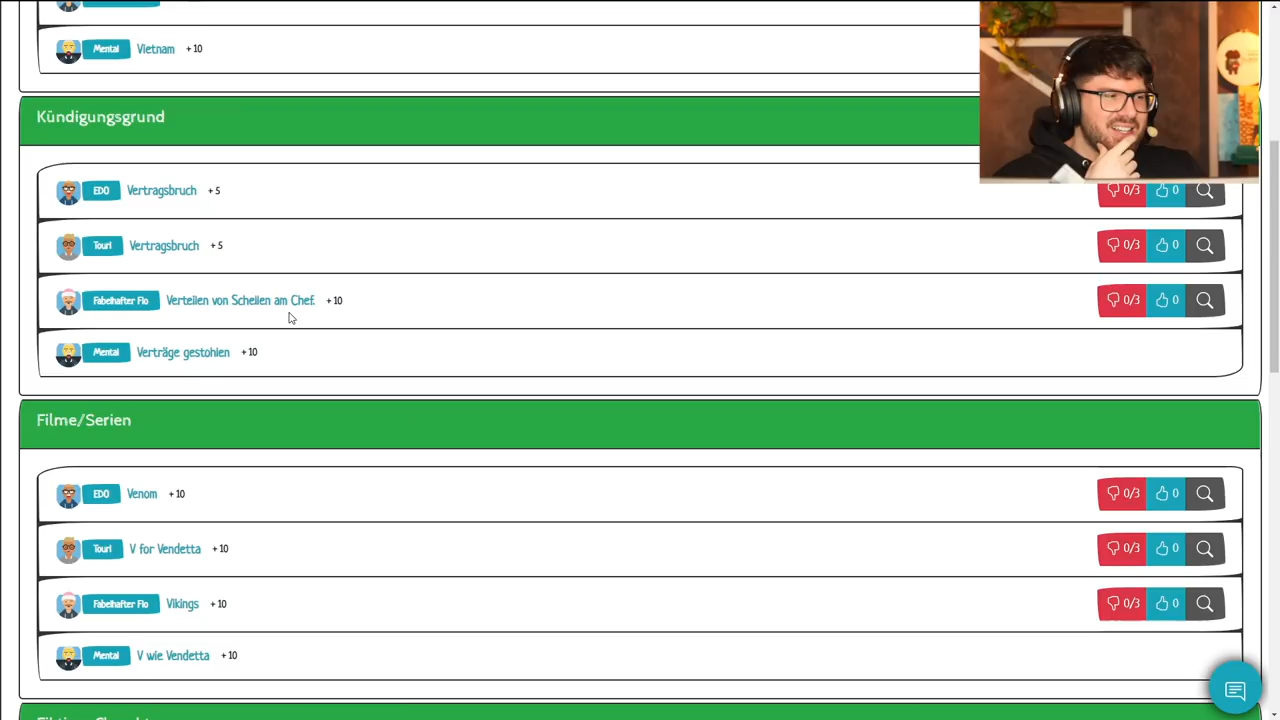 Mental Vietnam +10
Kündigungsgrund
EDO Vertragsbruch +5 0/3 0
Touri Vertragsbruch +5 0/3 0
Fabelhafter Flo Verteilen von Schellen am Chef. +10 0/3 0
Mental Verträge gestohlen +10
Filme/Serien
EDO Venom +10 0/3 0
Touri V for Vendetta +10 0/3 0
Fabelhafter Flo Vikings +10 0/3 0
Mental V wie Vendetta +10